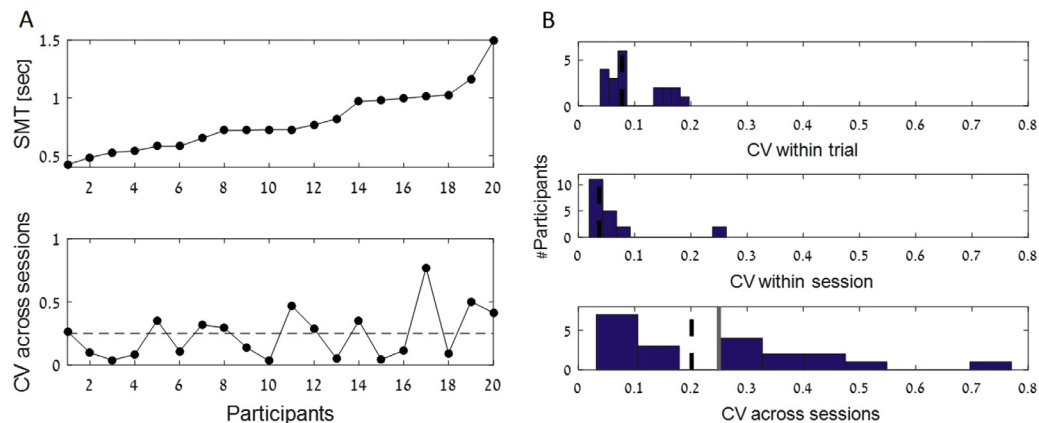 A
SMT [sec]
1.5
1
0.5
2 4 6 8 10 12 14 16 18 20
CV across sessions
1
0.5
0
2 4 6 8 10 12 14 16 18 20
Participants
B
#Participants
5
0
0 0.1 0.2 0.3 0.4 0.5 0.6 0.7 0.8
CV within trial
10
5
0
0 0.1 0.2 0.3 0.4 0.5 0.6 0.7 0.8
CV within session
5
0
0 0.1 0.2 0.3 0.4 0.5 0.6 0.7 0.8
CV across sessions